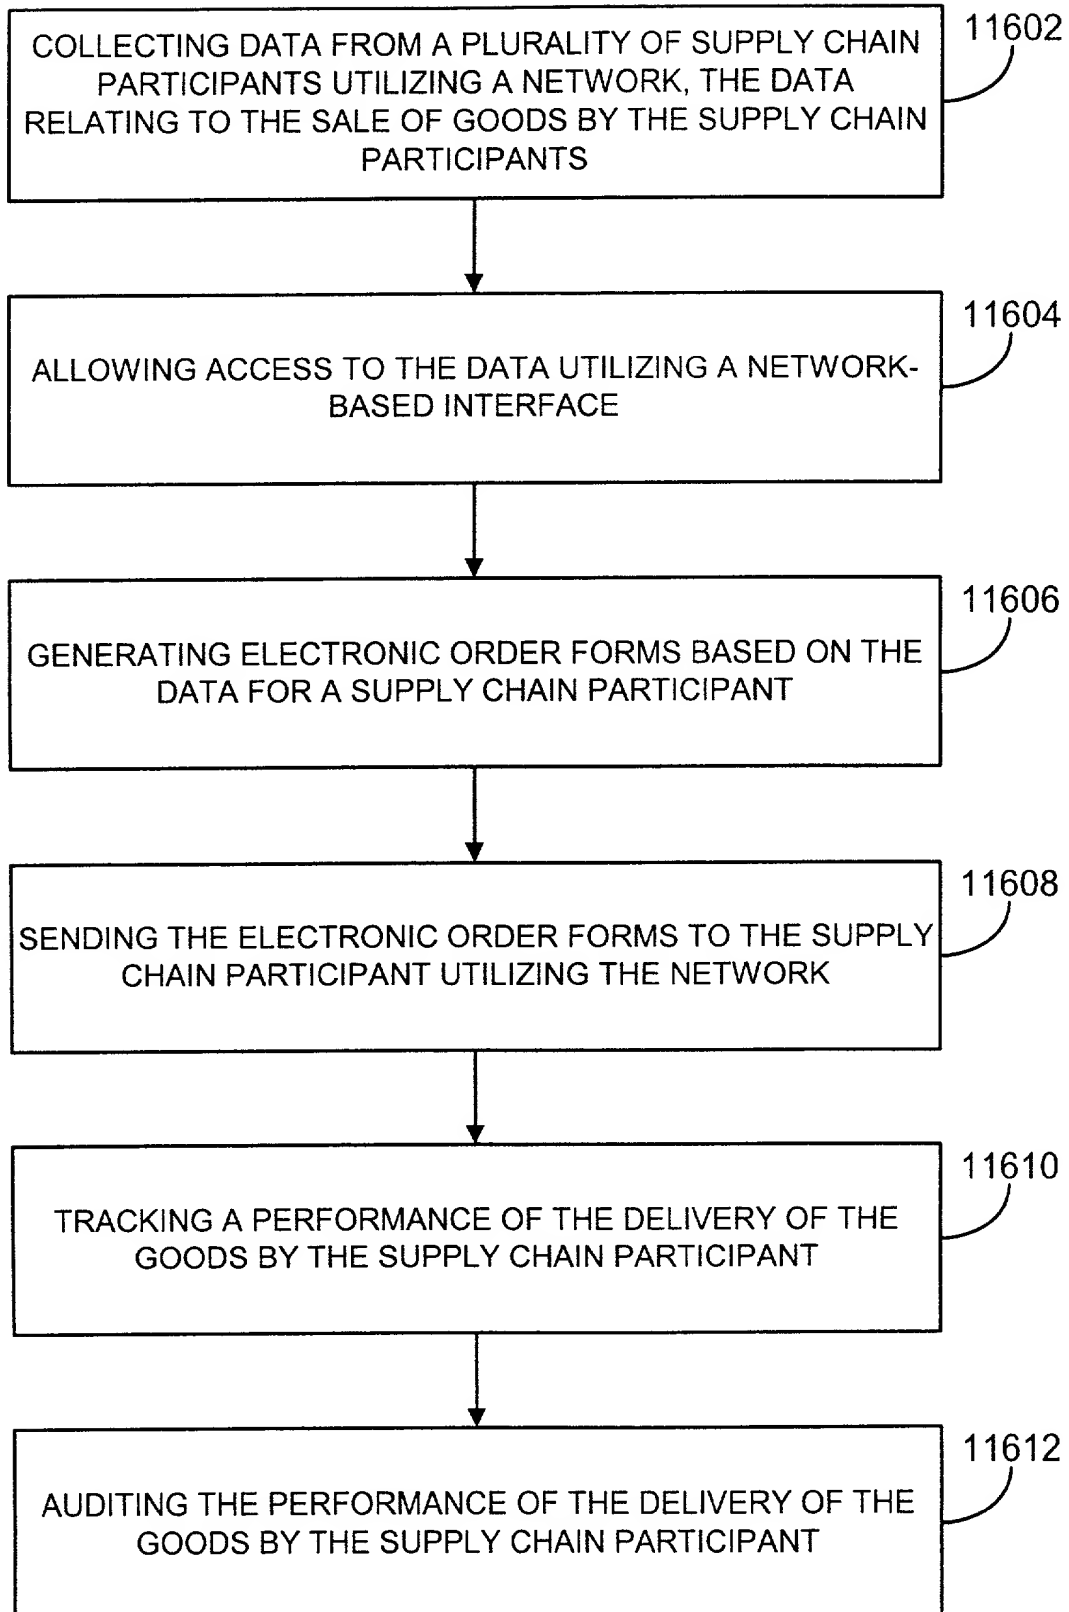 COLLECTING DATA FROM A PLURALITY OF SUPPLY CHAIN
PARTICIPANTS UTILIZING A NETWORK, THE DATA
RELATING TO THE SALE OF GOODS BY THE SUPPLY CHAIN
PARTICIPANTS
11602
ALLOWING ACCESS TO THE DATA UTILIZING A NETWORK-
BASED INTERFACE
11604
GENERATING ELECTRONIC ORDER FORMS BASED ON THE
DATA FOR A SUPPLY CHAIN PARTICIPANT
11606
SENDING THE ELECTRONIC ORDER FORMS TO THE SUPPLY
CHAIN PARTICIPANT UTILIZING THE NETWORK
11608
TRACKING A PERFORMANCE OF THE DELIVERY OF THE
GOODS BY THE SUPPLY CHAIN PARTICIPANT
11610
AUDITING THE PERFORMANCE OF THE DELIVERY OF THE
GOODS BY THE SUPPLY CHAIN PARTICIPANT
11612